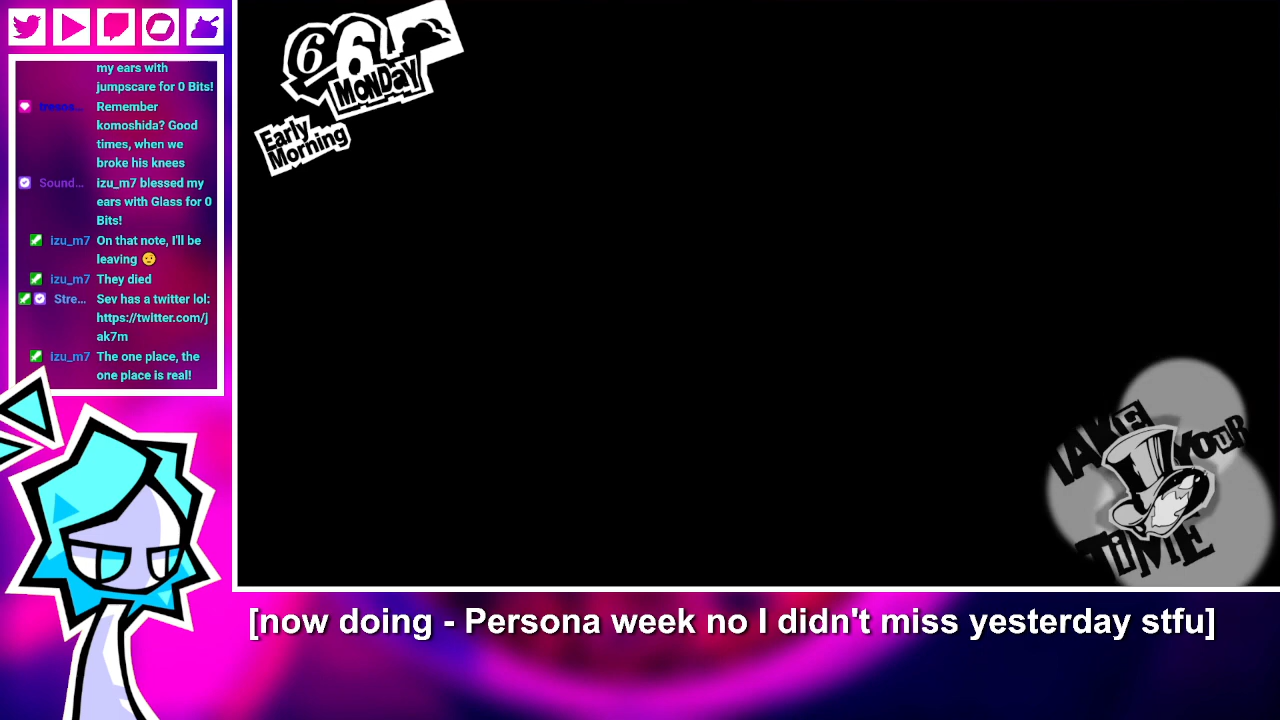 my ears with
jumpscare for 0 Bits!
Remember
komoshida? Good
times, when we
broke his knees
Sound... izu_m7 blessed my
ears with Glass for 0
Bits!
izu_m7 On that note, I'll be
leaving 😥
izu_m7 They died
Stre... Sev has a twitter lol:
https://twitter.com/j
ak7m
izu_m7 The one place, the
one place is real!
6/6
MONDAY
Early
Morning
TAKE
YOUR
TIME
[now doing - Persona week no I didn't miss yesterday stfu]